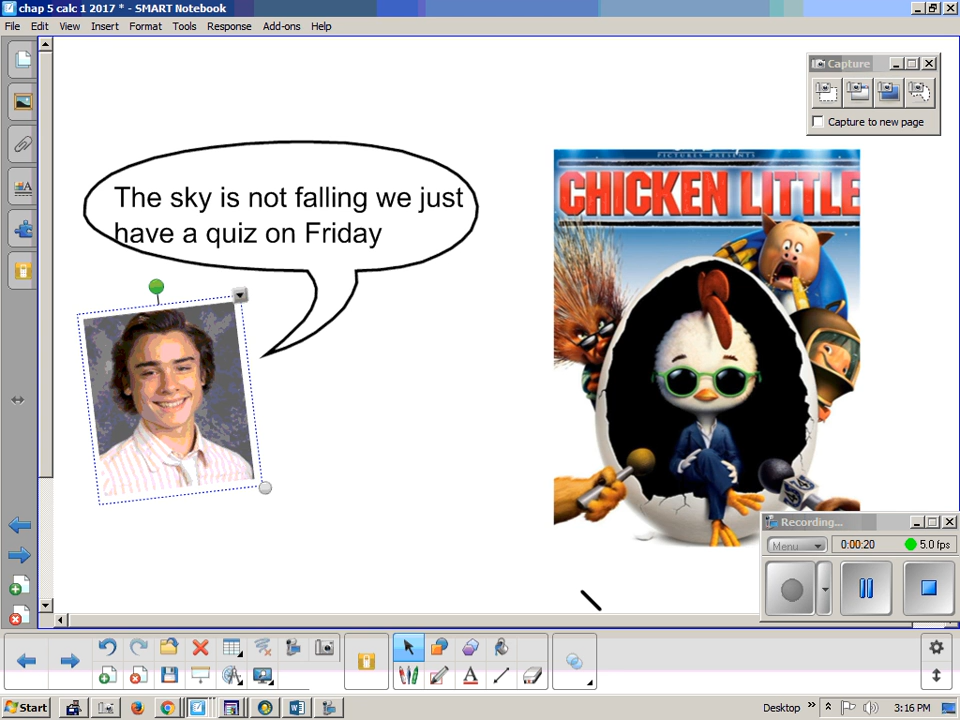 chap 5 calc 1 2017 * - SMART Notebook
File Edit View Insert Format Tools Response Add-ons Help
Capture
Capture to new page
The sky is not falling we just
have a quiz on Friday
PICTURES PRESENTS
CHICKEN LITTLE
Recording...
Menu
0:00:20
5.0 fps
Start
Desktop
3:16 PM